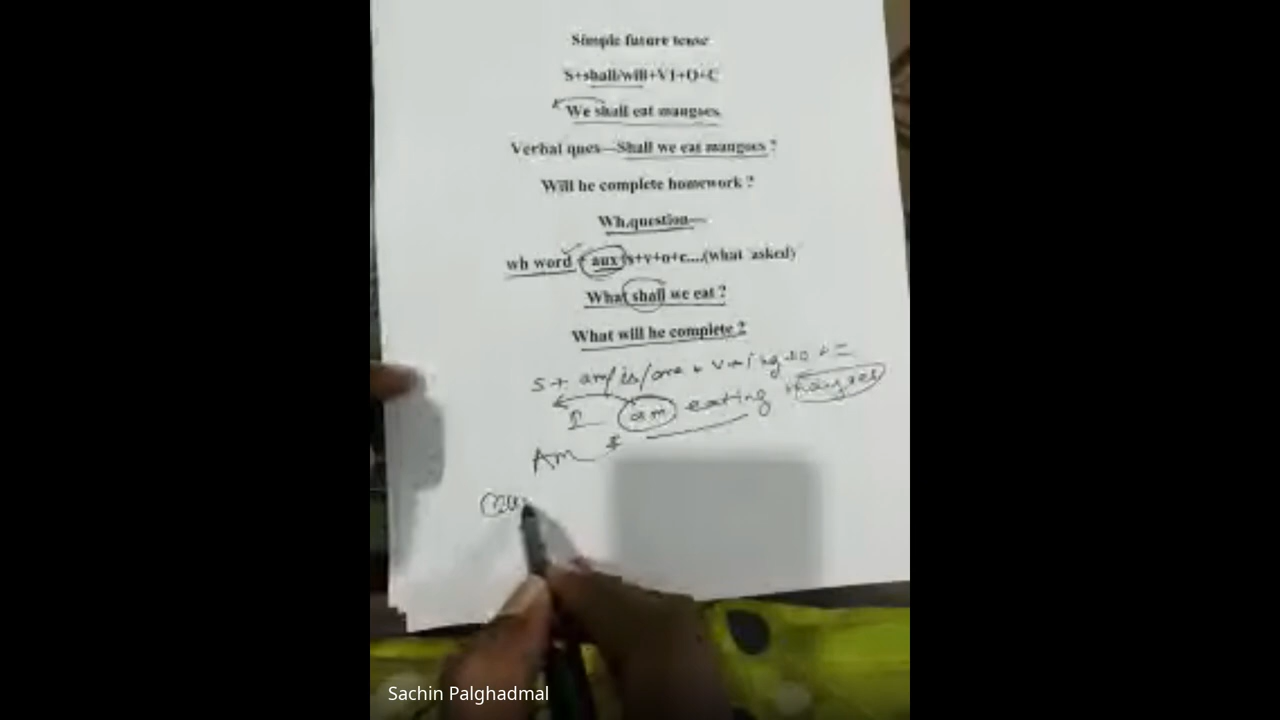 Simple future tense
S+shall/will+V1+O+C
We shall eat mangoes.
Verbal ques—Shall we eat mangoes ?
Will he complete homework ?
Wh.question—
wh word + aux+s+v+o+c....(what asked)
What shall we eat ?
What will he complete ?
S + am/is/are + v+ing + o + c
I am eating mangoes
Am I
Sachin Palghadmal